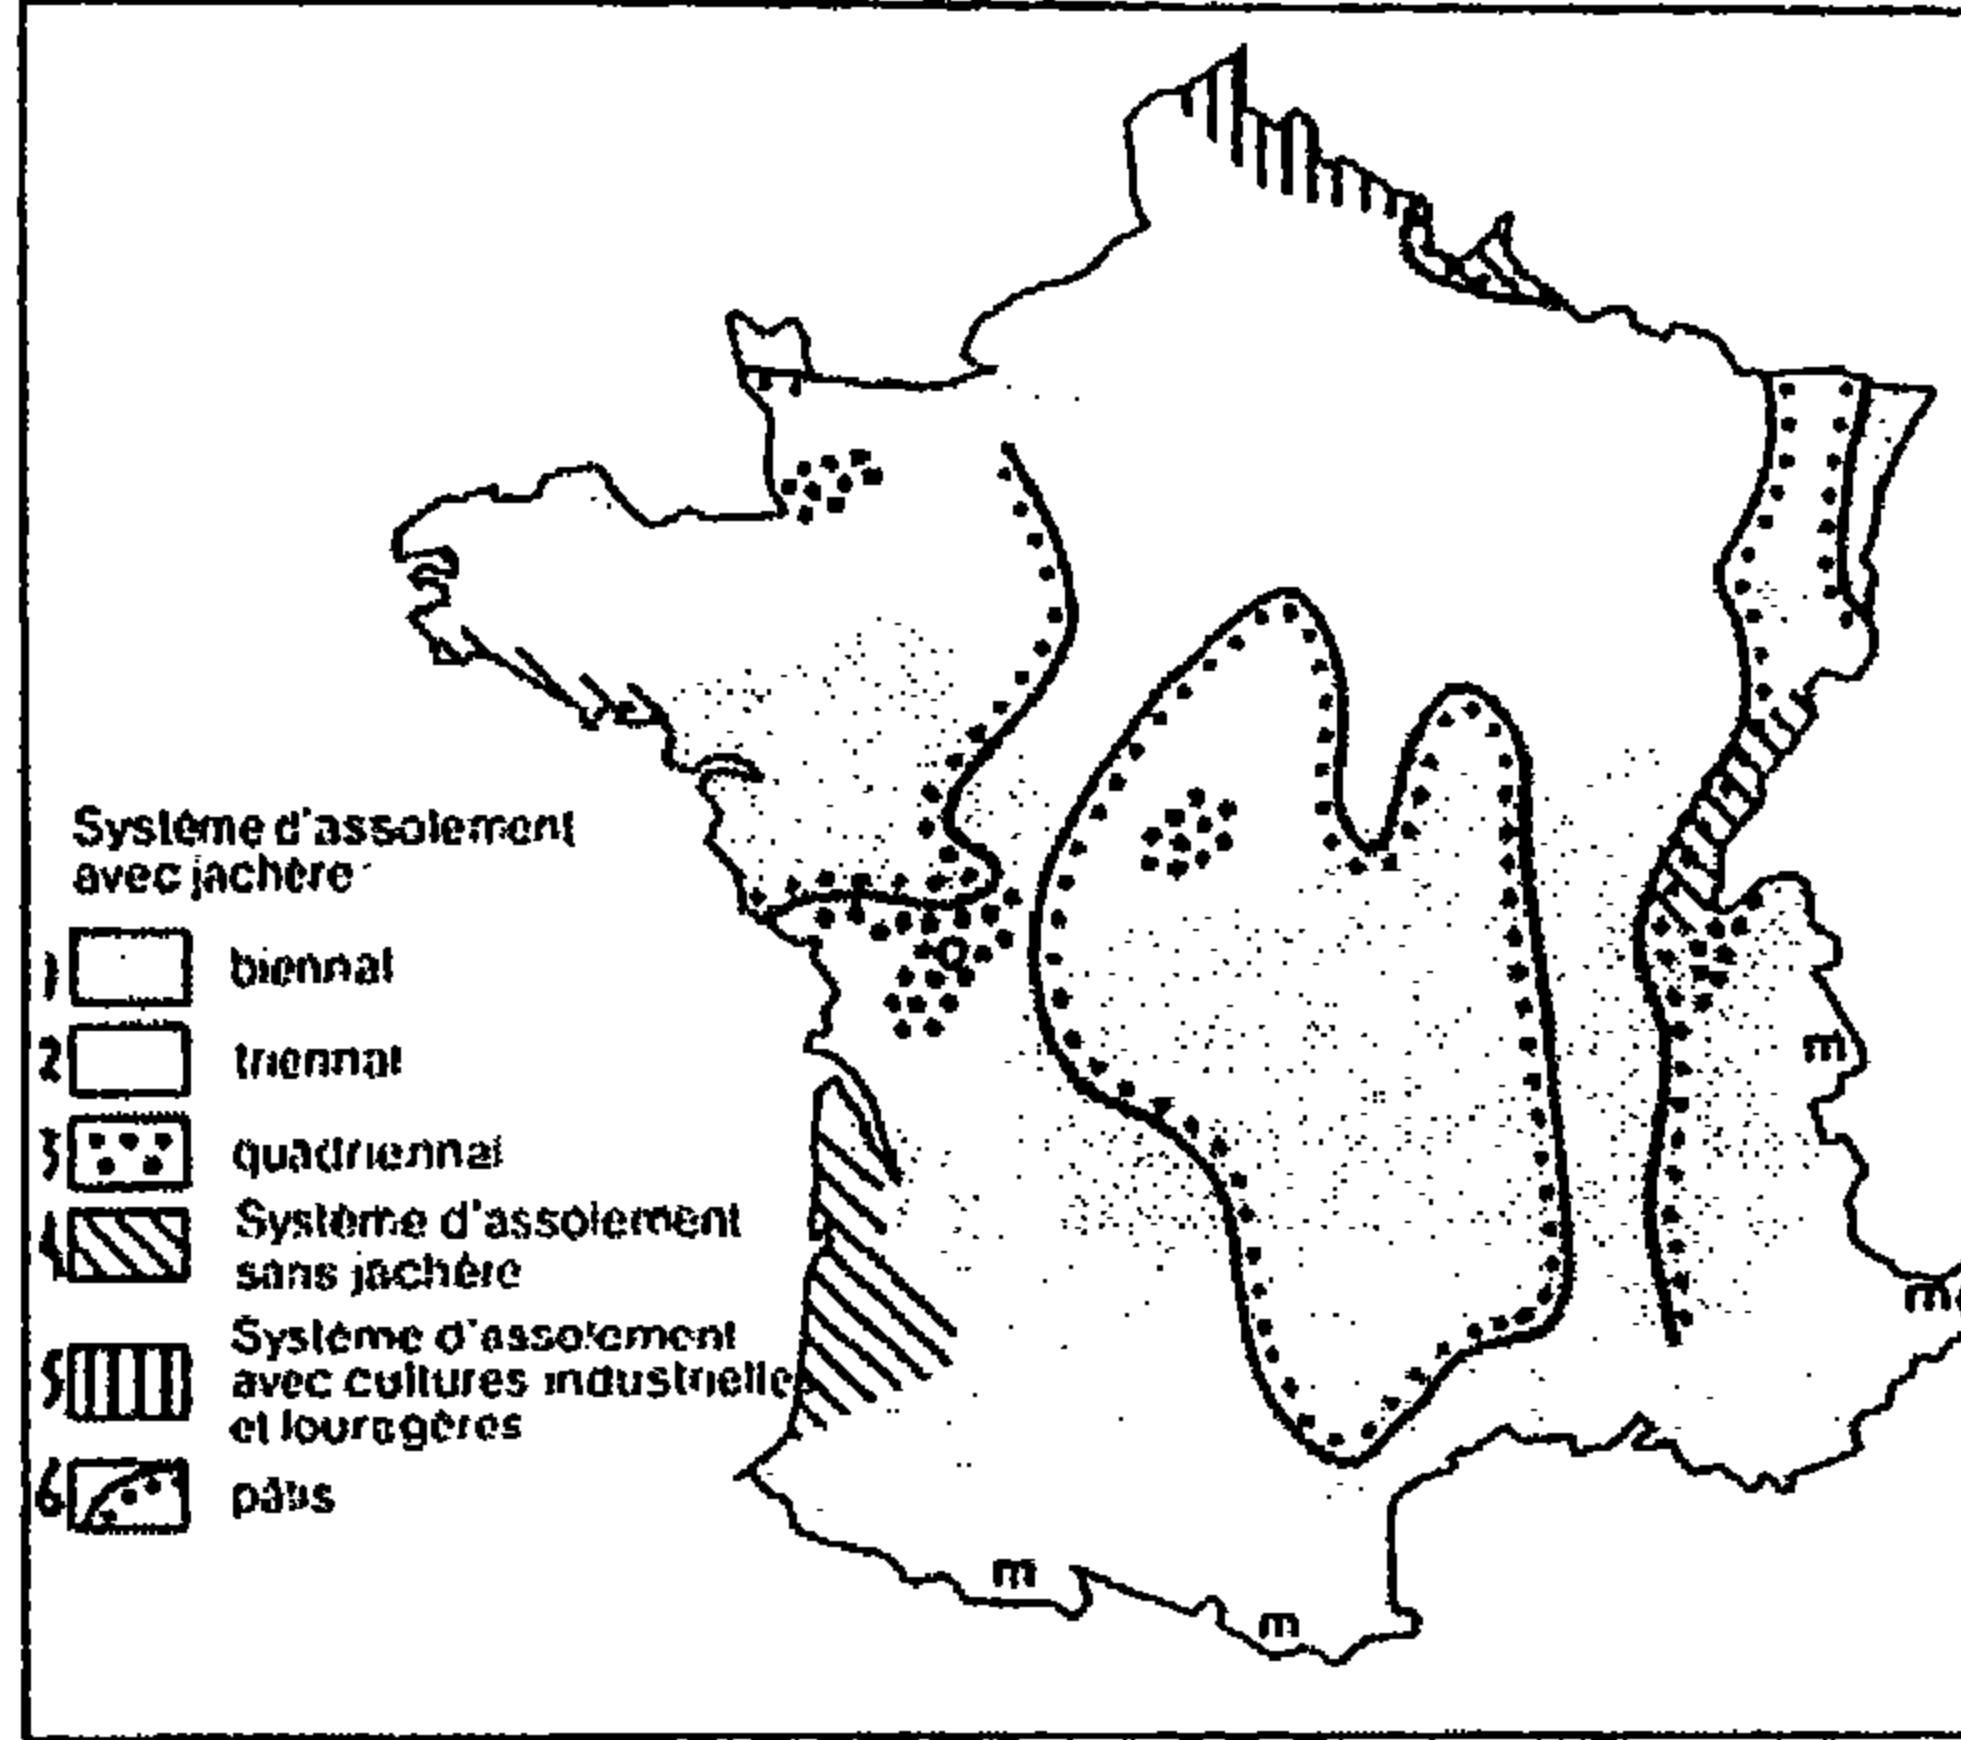 Système d'assolement
avec jachère
1 biennal
2 triennal
3 quadriennal
4 Système d'assolement
sans jachère
5 Système d'assolement
avec cultures industrielles
et fouragères
6 pâtis
m
m
m
m